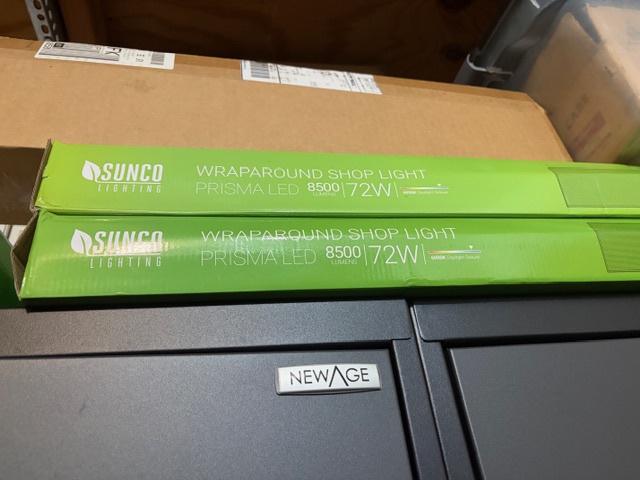 SUNCO
LIGHTING
WRAPAROUND SHOP LIGHT
PRISMA LED 8500 LUMENS 72W
SUNCO
LIGHTING
WRAPAROUND SHOP LIGHT
PRISMA LED 8500 LUMENS 72W
NEWAGE